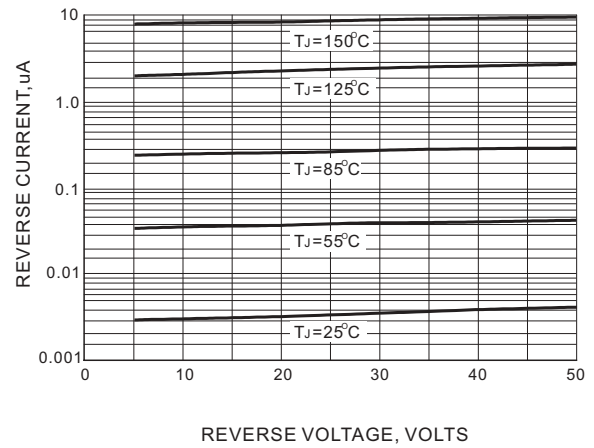 REVERSE CURRENT,uA
10
1.0
0.1
0.01
0.001
TJ=150°C
TJ=125°C
TJ=85°C
TJ=55°C
TJ=25°C
0 10 20 30 40 50
REVERSE VOLTAGE, VOLTS